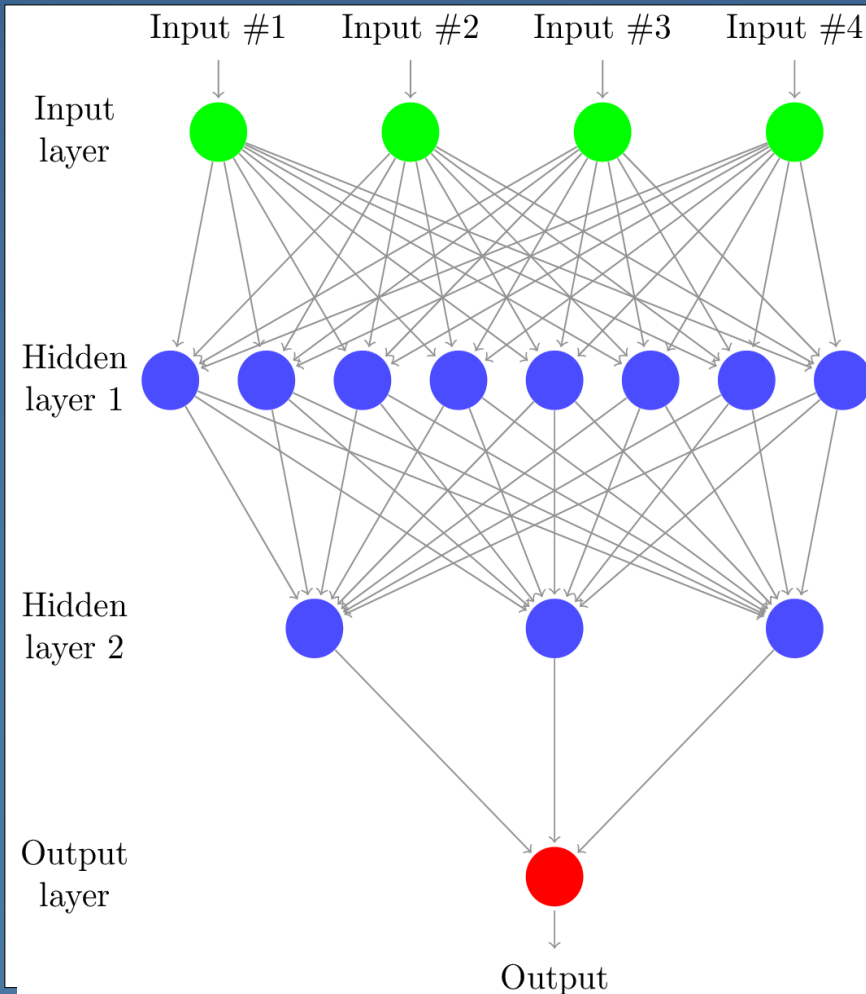 Input #1 Input #2 Input #3 Input #4
Input
layer
Hidden
layer 1
Hidden
layer 2
Output
layer
Output